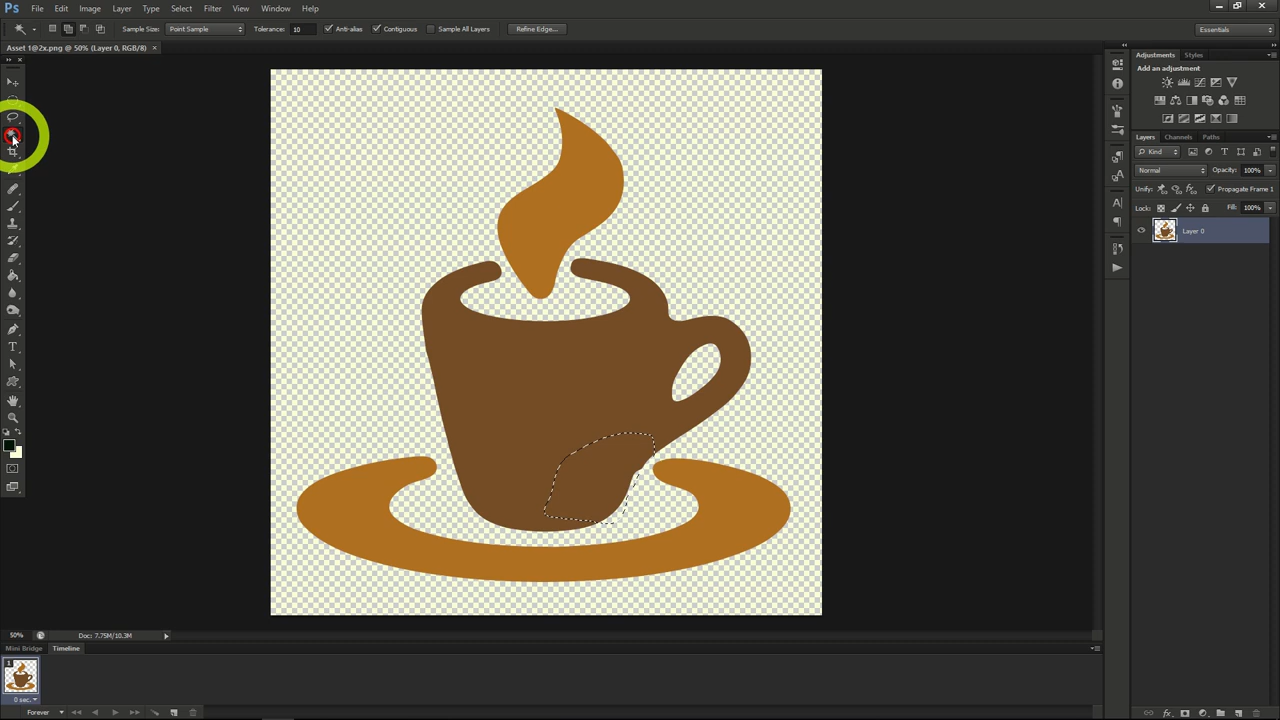 Ps File Edit Image Layer Type Select Filter View Window Help
Sample Size: Point Sample Tolerance: 10 Anti-alias Contiguous Sample All Layers Refine Edge... Essentials
Asset 1@2x.png @ 50% (Layer 0, RGB/8) ×
Adjustments Styles
Add an adjustment
Layers Channels Paths
Kind
Normal Opacity: 100%
Unify: Propagate Frame 1
Lock: Fill: 100%
Layer 0
T
50% Doc: 7.75M/10.3M
Mini Bridge Timeline
1
0 sec.
Forever